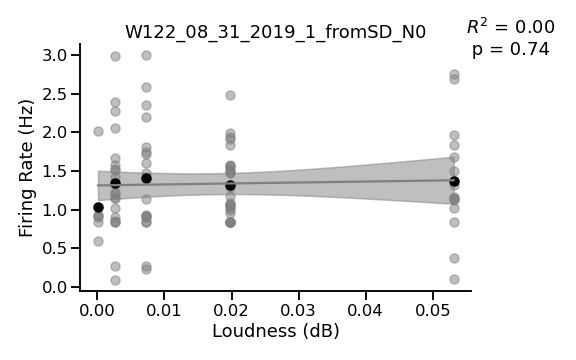 W122_08_31_2019_1_fromSD_N0
R² = 0.00
p = 0.74
Firing Rate (Hz)
3.0
2.5
2.0
1.5
1.0
0.5
0.0
0.00 0.01 0.02 0.03 0.04 0.05
Loudness (dB)